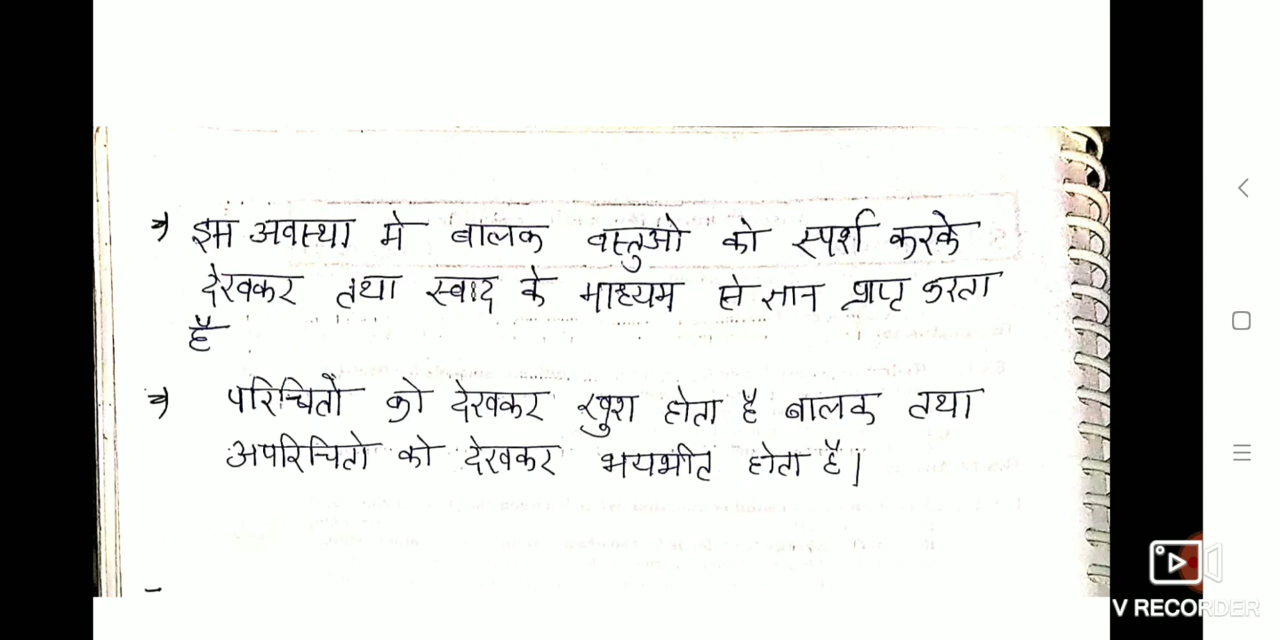 → इस अवस्था मे बालक वस्तुओ को स्पर्श करके
देखकर तथा स्वाद के माध्यम से ज्ञान प्राप्त करता
है
→ परिचितों को देखकर खुश होता है बालक तथा
अपरिचितो को देखकर भयभीत होता है।
V RECORDER